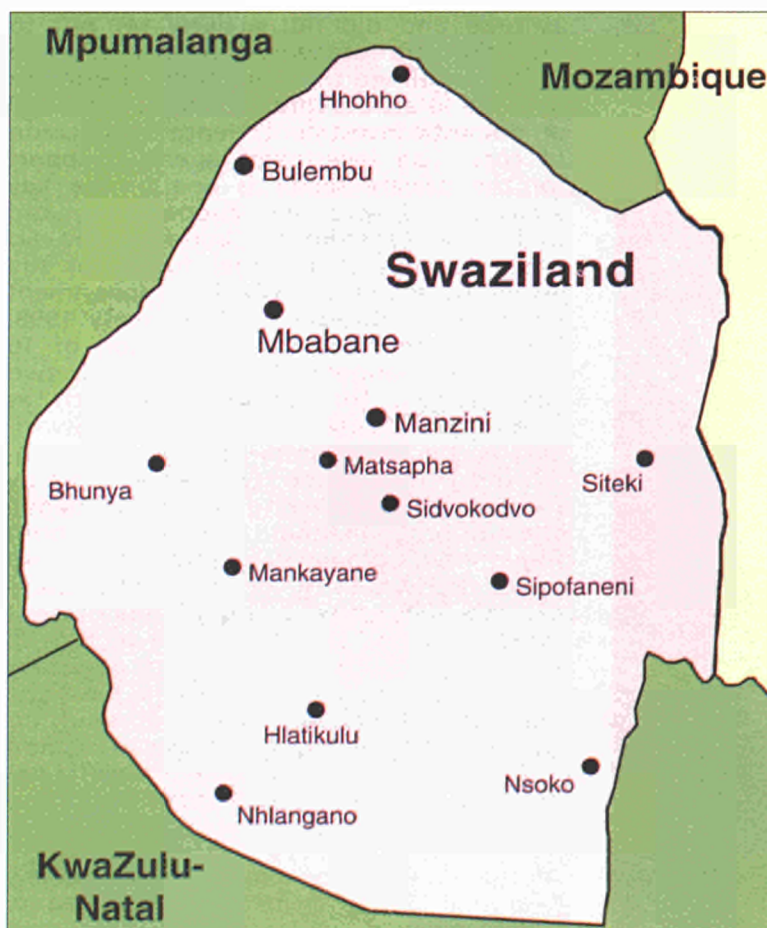 Mpumalanga
Mozambique
Hhohho
Bulembu
Swaziland
Mbabane
Manzini
Matsapha
Siteki
Bhunya
Sidvokodvo
Mankayane
Sipofaneni
Hlatikulu
Nsoko
Nhlangano
KwaZulu-
Natal